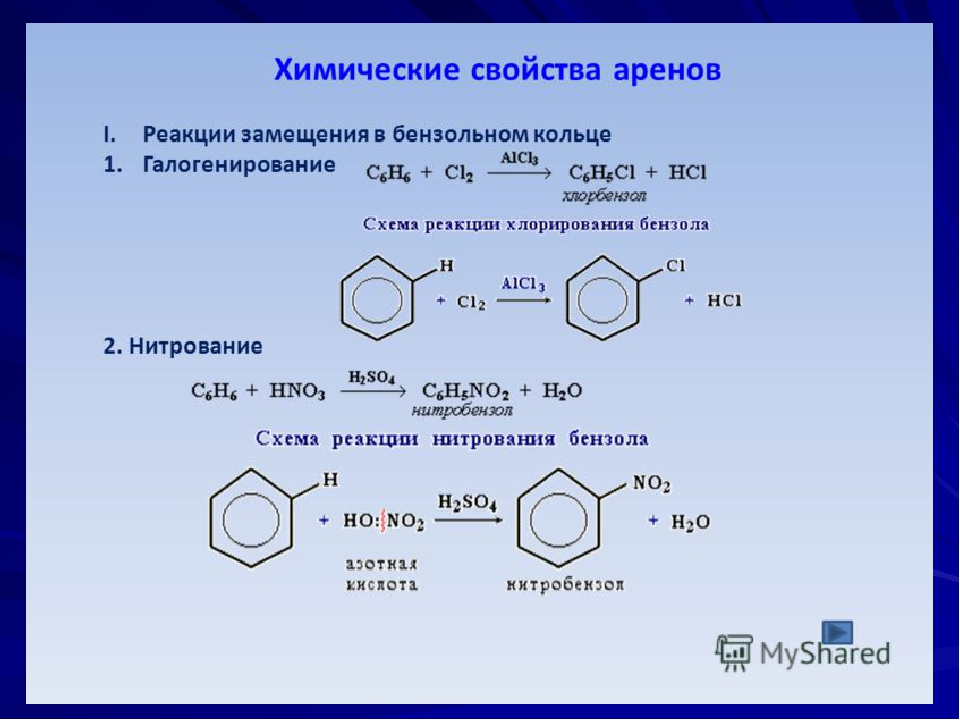 Химические свойства аренов
I. Реакции замещения в бензольном кольце
1. Галогенирование
C₆H₆ + Cl₂ AlCl₃ → C₆H₅Cl + HCl
хлорбензол
Схема реакции хлорирования бензола
H + Cl₂ AlCl₃ → Cl + HCl
2. Нитрование
C₆H₆ + HNO₃ H₂SO₄ → C₆H₅NO₂ + H₂O
нитробензол
Схема реакции нитрования бензола
H + HO:NO₂ H₂SO₄ → NO₂ + H₂O
азотная
кислота нитробензол
MyShared